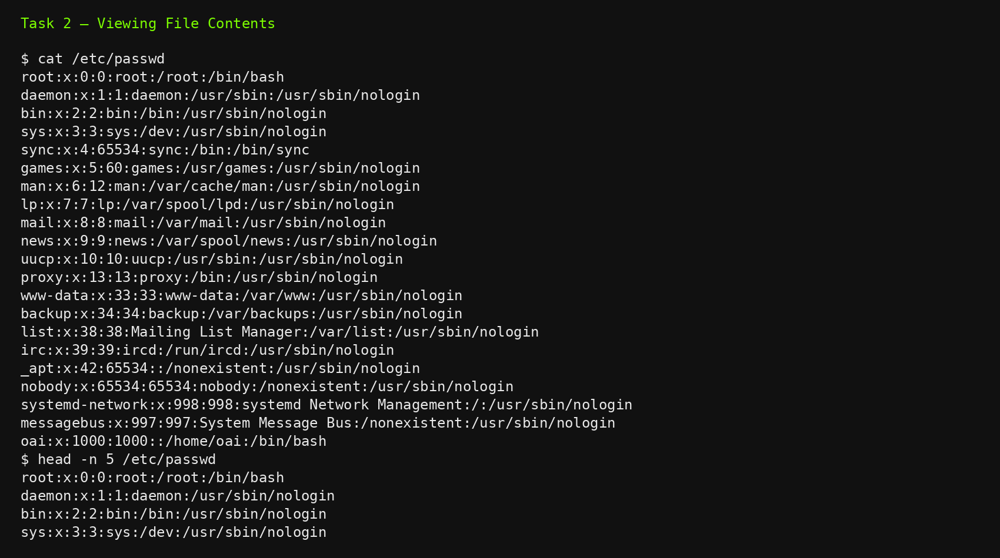 Task 2 – Viewing File Contents
$ cat /etc/passwd
root:x:0:0:root:/root:/bin/bash
daemon:x:1:1:daemon:/usr/sbin:/usr/sbin/nologin
bin:x:2:2:bin:/bin:/usr/sbin/nologin
sys:x:3:3:sys:/dev:/usr/sbin/nologin
sync:x:4:65534:sync:/bin:/bin/sync
games:x:5:60:games:/usr/games:/usr/sbin/nologin
man:x:6:12:man:/var/cache/man:/usr/sbin/nologin
lp:x:7:7:lp:/var/spool/lpd:/usr/sbin/nologin
mail:x:8:8:mail:/var/mail:/usr/sbin/nologin
news:x:9:9:news:/var/spool/news:/usr/sbin/nologin
uucp:x:10:10:uucp:/usr/sbin:/usr/sbin/nologin
proxy:x:13:13:proxy:/bin:/usr/sbin/nologin
www-data:x:33:33:www-data:/var/www:/usr/sbin/nologin
backup:x:34:34:backup:/var/backups:/usr/sbin/nologin
list:x:38:38:Mailing List Manager:/var/list:/usr/sbin/nologin
irc:x:39:39:ircd:/run/ircd:/usr/sbin/nologin
_apt:x:42:65534::/nonexistent:/usr/sbin/nologin
nobody:x:65534:65534:nobody:/nonexistent:/usr/sbin/nologin
systemd-network:x:998:998:systemd Network Management:/:/usr/sbin/nologin
messagebus:x:997:997:System Message Bus:/nonexistent:/usr/sbin/nologin
oai:x:1000:1000::/home/oai:/bin/bash
$ head -n 5 /etc/passwd
root:x:0:0:root:/root:/bin/bash
daemon:x:1:1:daemon:/usr/sbin/nologin
bin:x:2:2:bin:/bin:/usr/sbin/nologin
sys:x:3:3:sys:/dev:/usr/sbin/nologin